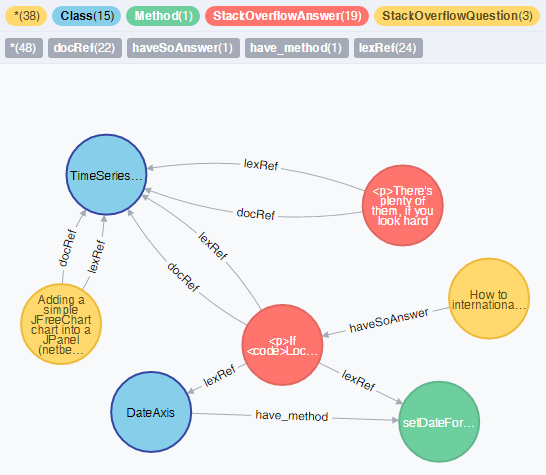 *(38) Class(15) Method(1) StackOverflowAnswer(19) StackOverflowQuestion(3)
*(48) docRef(22) haveSoAnswer(1) have_method(1) lexRef(24)
lexRef
TimeSeries…
<p>There's
plenty of
them, if you
look hard
docRef
docRef
lexRef
lexRef
docRef
How to
internationa…
Adding a
simple
JFreeChart
chart into a
JPanel
(netbe…
haveSoAnswer
<p>If
<code>Loc…
lexRef
lexRef
DateAxis
have_method
setDateFor…